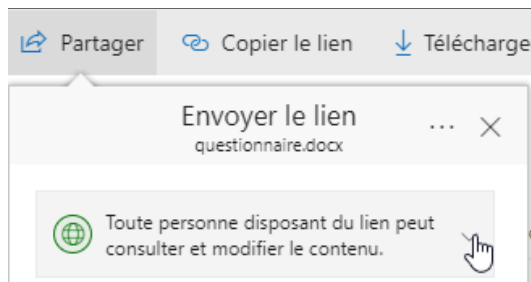 Partager Copier le lien Télécharge
Envoyer le lien
questionnaire.docx
Toute personne disposant du lien peut
consulter et modifier le contenu.